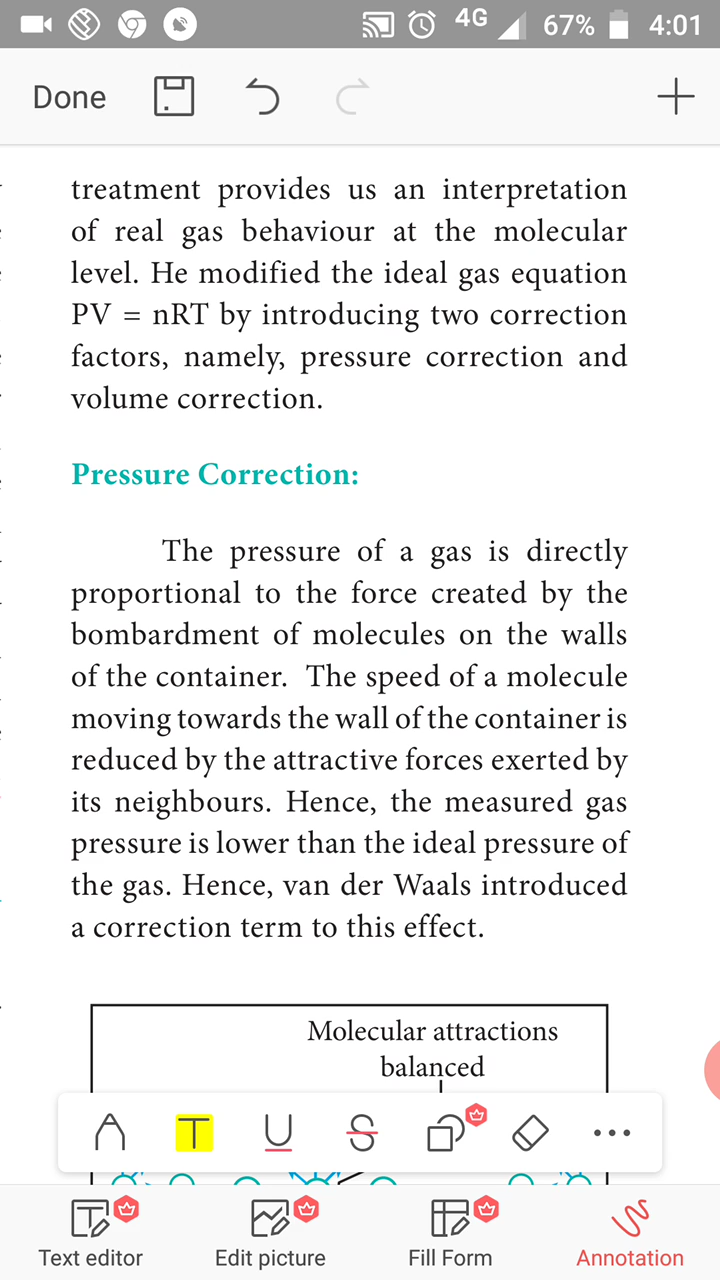 4G 67% 4:01
Done
treatment provides us an interpretation
of real gas behaviour at the molecular
level. He modified the ideal gas equation
PV = nRT by introducing two correction
factors, namely, pressure correction and
volume correction.
Pressure Correction:
The pressure of a gas is directly
proportional to the force created by the
bombardment of molecules on the walls
of the container. The speed of a molecule
moving towards the wall of the container is
reduced by the attractive forces exerted by
its neighbours. Hence, the measured gas
pressure is lower than the ideal pressure of
the gas. Hence, van der Waals introduced
a correction term to this effect.
Molecular attractions
balanced
T U S
Text editor Edit picture Fill Form Annotation